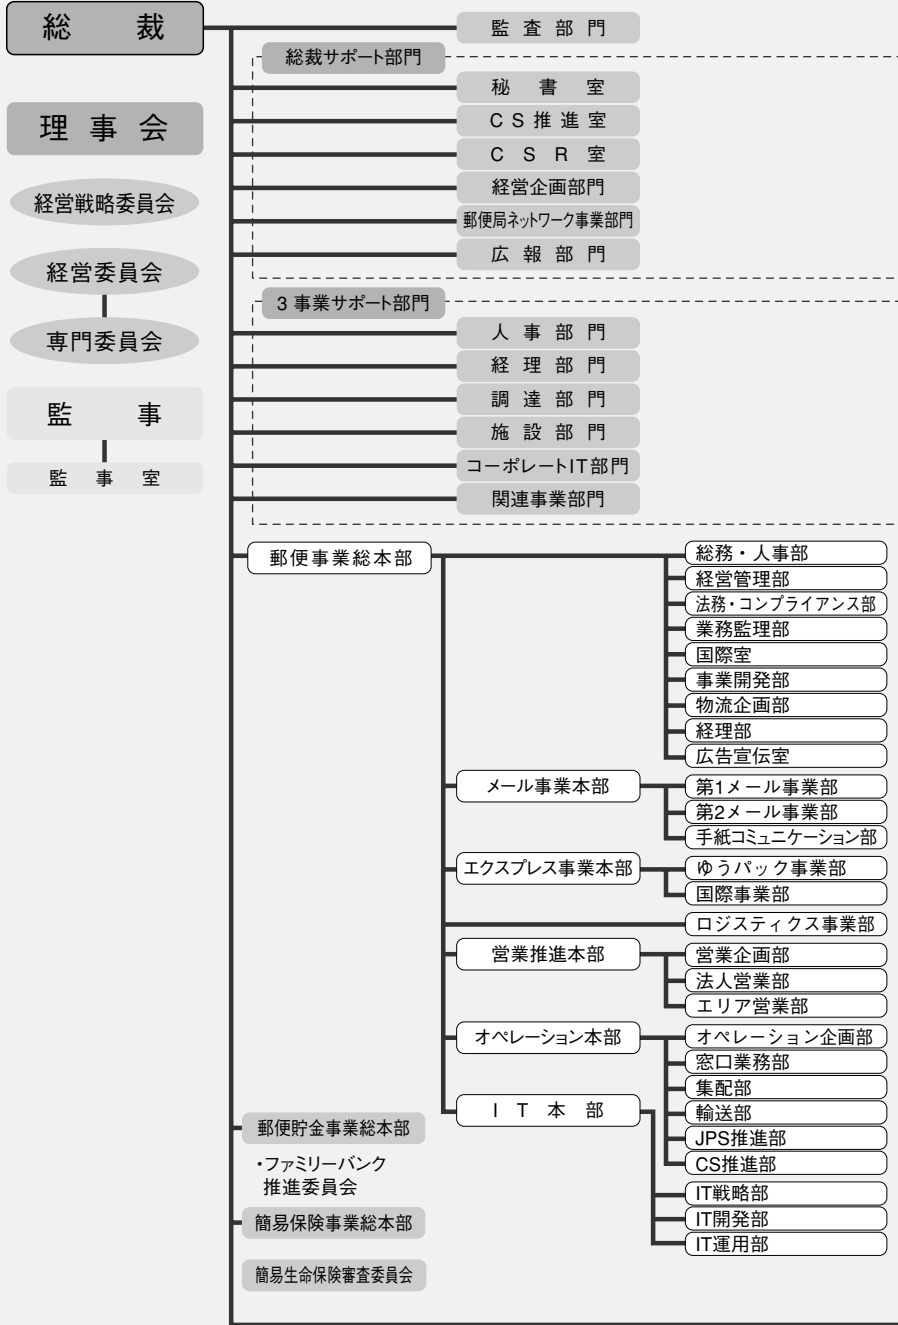 総裁
監査部門
総裁サポート部門
秘書室
CS推進室
CSR室
経営企画部門
郵便局ネットワーク事業部門
広報部門
理事会
経営戦略委員会
経営委員会
専門委員会
監事
監事室
3事業サポート部門
人事部門
経理部門
調達部門
施設部門
コーポレートIT部門
関連事業部門
郵便事業総本部
総務・人事部
経営管理部
法務・コンプライアンス部
業務監理部
国際室
事業開発部
物流企画部
経理部
広告宣伝室
メール事業本部
第1メール事業部
第2メール事業部
手紙コミュニケーション部
エクスプレス事業本部
ゆうパック事業部
国際事業部
ロジスティクス事業部
営業推進本部
営業企画部
法人営業部
エリア営業部
オペレーション本部
オペレーション企画部
窓口業務部
集配部
輸送部
JPS推進部
CS推進部
IT本部
IT戦略部
IT開発部
IT運用部
郵便貯金事業総本部
・ファミリーバンク
推進委員会
簡易保険事業総本部
簡易生命保険審査委員会